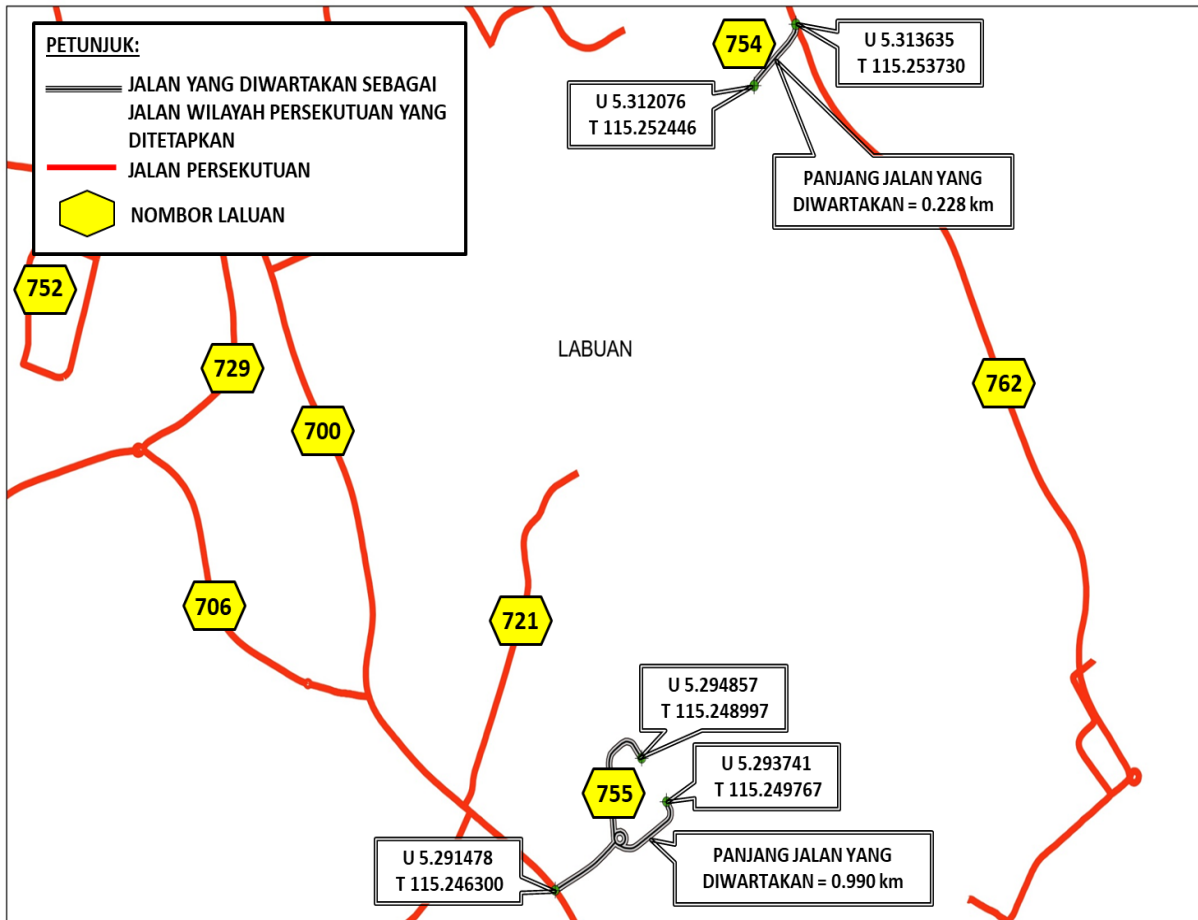 PETUNJUK:
JALAN YANG DIWARTAKAN SEBAGAI
JALAN WILAYAH PERSEKUTUAN YANG
DITETAPKAN
JALAN PERSEKUTUAN
NOMBOR LALUAN
754
U 5.313635
T 115.253730
U 5.312076
T 115.252446
PANJANG JALAN YANG
DIWARTAKAN = 0.228 km
752
729
700
LABUAN
762
706
721
U 5.294857
T 115.248997
U 5.293741
T 115.249767
755
U 5.291478
T 115.246300
PANJANG JALAN YANG
DIWARTAKAN = 0.990 km